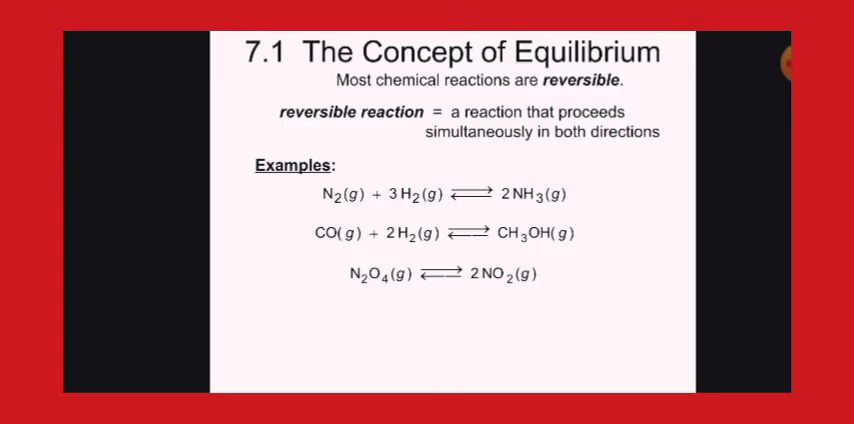 7.1 The Concept of Equilibrium
Most chemical reactions are reversible.
reversible reaction = a reaction that proceeds
simultaneously in both directions
Examples:
N₂(g) + 3 H₂(g) ⇄ 2 NH₃(g)
CO(g) + 2 H₂(g) ⇄ CH₃OH(g)
N₂O₄(g) ⇄ 2 NO₂(g)